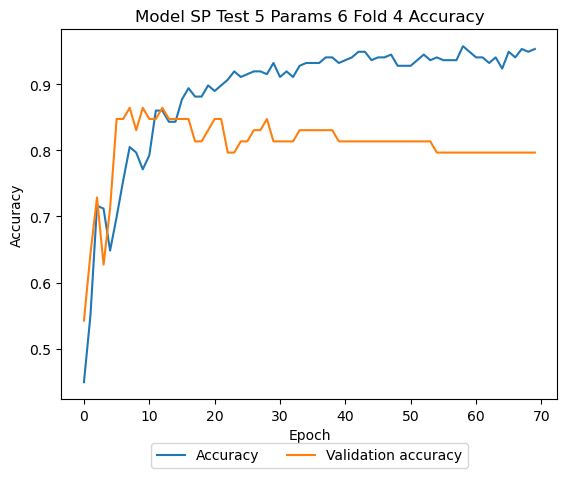 Model SP Test 5 Params 6 Fold 4 Accuracy
Accuracy
0.9
0.8
0.7
0.6
0.5
0 10 20 30 40 50 60 70
Epoch
Accuracy Validation accuracy